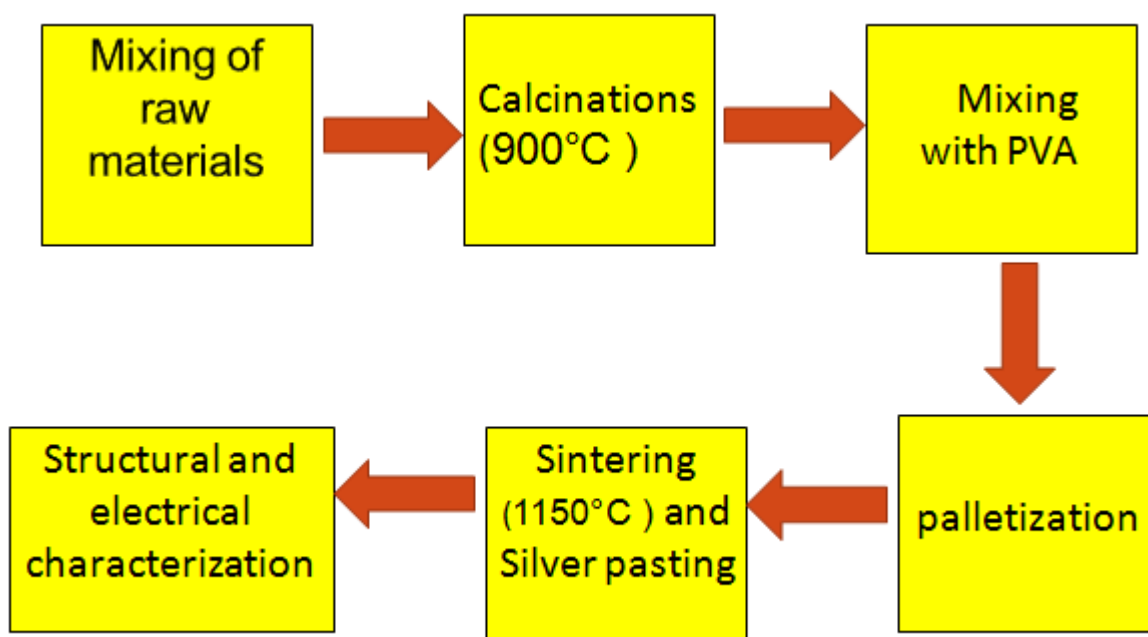 Mixing of
raw
materials
Calcinations
(900°C )
Mixing
with PVA
palletization
Sintering
(1150°C ) and
Silver pasting
Structural and
electrical
characterization